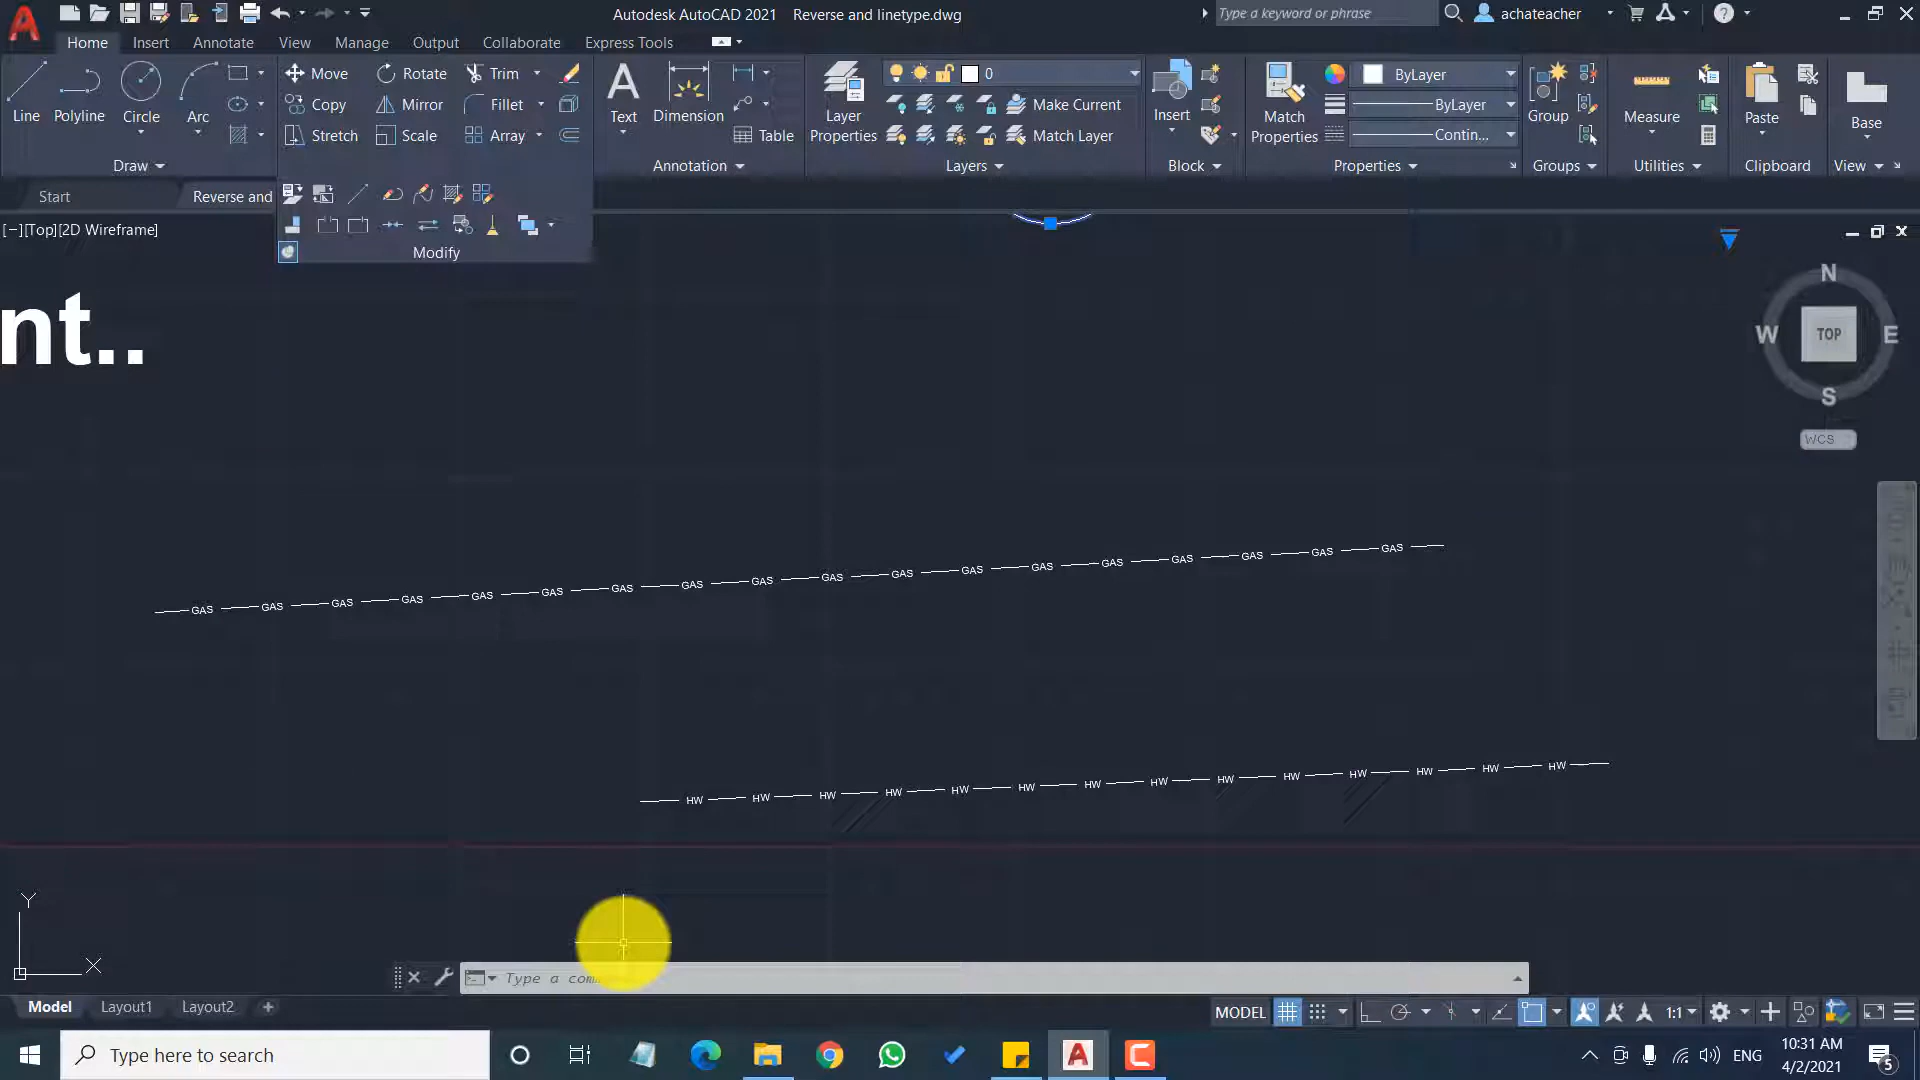 Autodesk AutoCAD 2021 Reverse and linetype.dwg
Type a keyword or phrase
achateacher
Home Insert Annotate View Manage Output Collaborate Express Tools
Line Polyline Circle Arc
Move Rotate Trim
Copy Mirror Fillet
Stretch Scale Array
Text Dimension Table
Layer Properties
0
Make Current
Match Layer
Insert
Match Properties
ByLayer
ByLayer
Contin...
Group
Measure
Paste
Base
Draw Annotation Layers Block Properties Groups Utilities Clipboard View
Start Reverse and
Modify
[−][Top][2D Wireframe]
nt..
N
W TOP E
S
WCS
GAS GAS GAS GAS GAS GAS GAS GAS GAS GAS GAS GAS GAS GAS GAS GAS GAS GAS
HW HW HW HW HW HW HW HW HW HW HW HW HW HW
Y
X
Type a com
Model Layout1 Layout2 +
MODEL 1:1
Type here to search
ENG
10:31 AM
4/2/2021
5